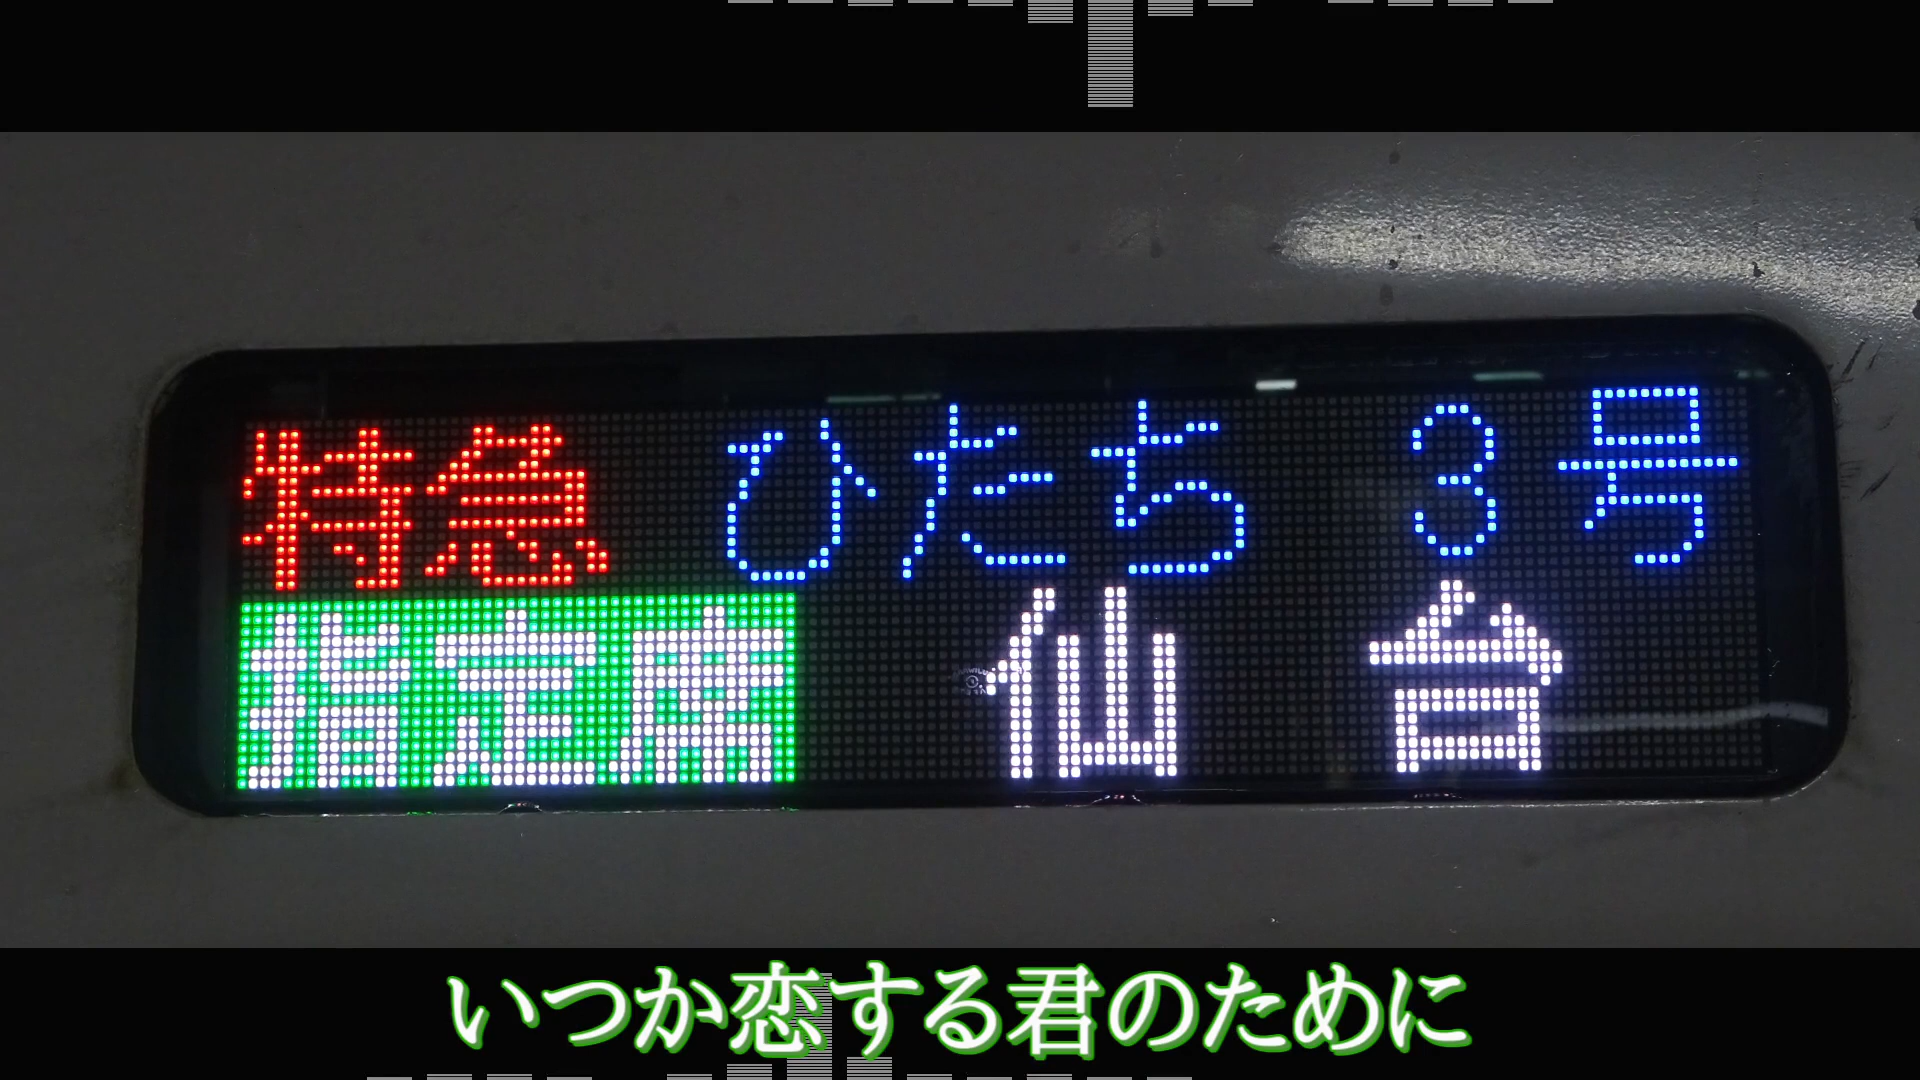 特急 ひたち 3号
指定席 仙台
いつか恋する君のために